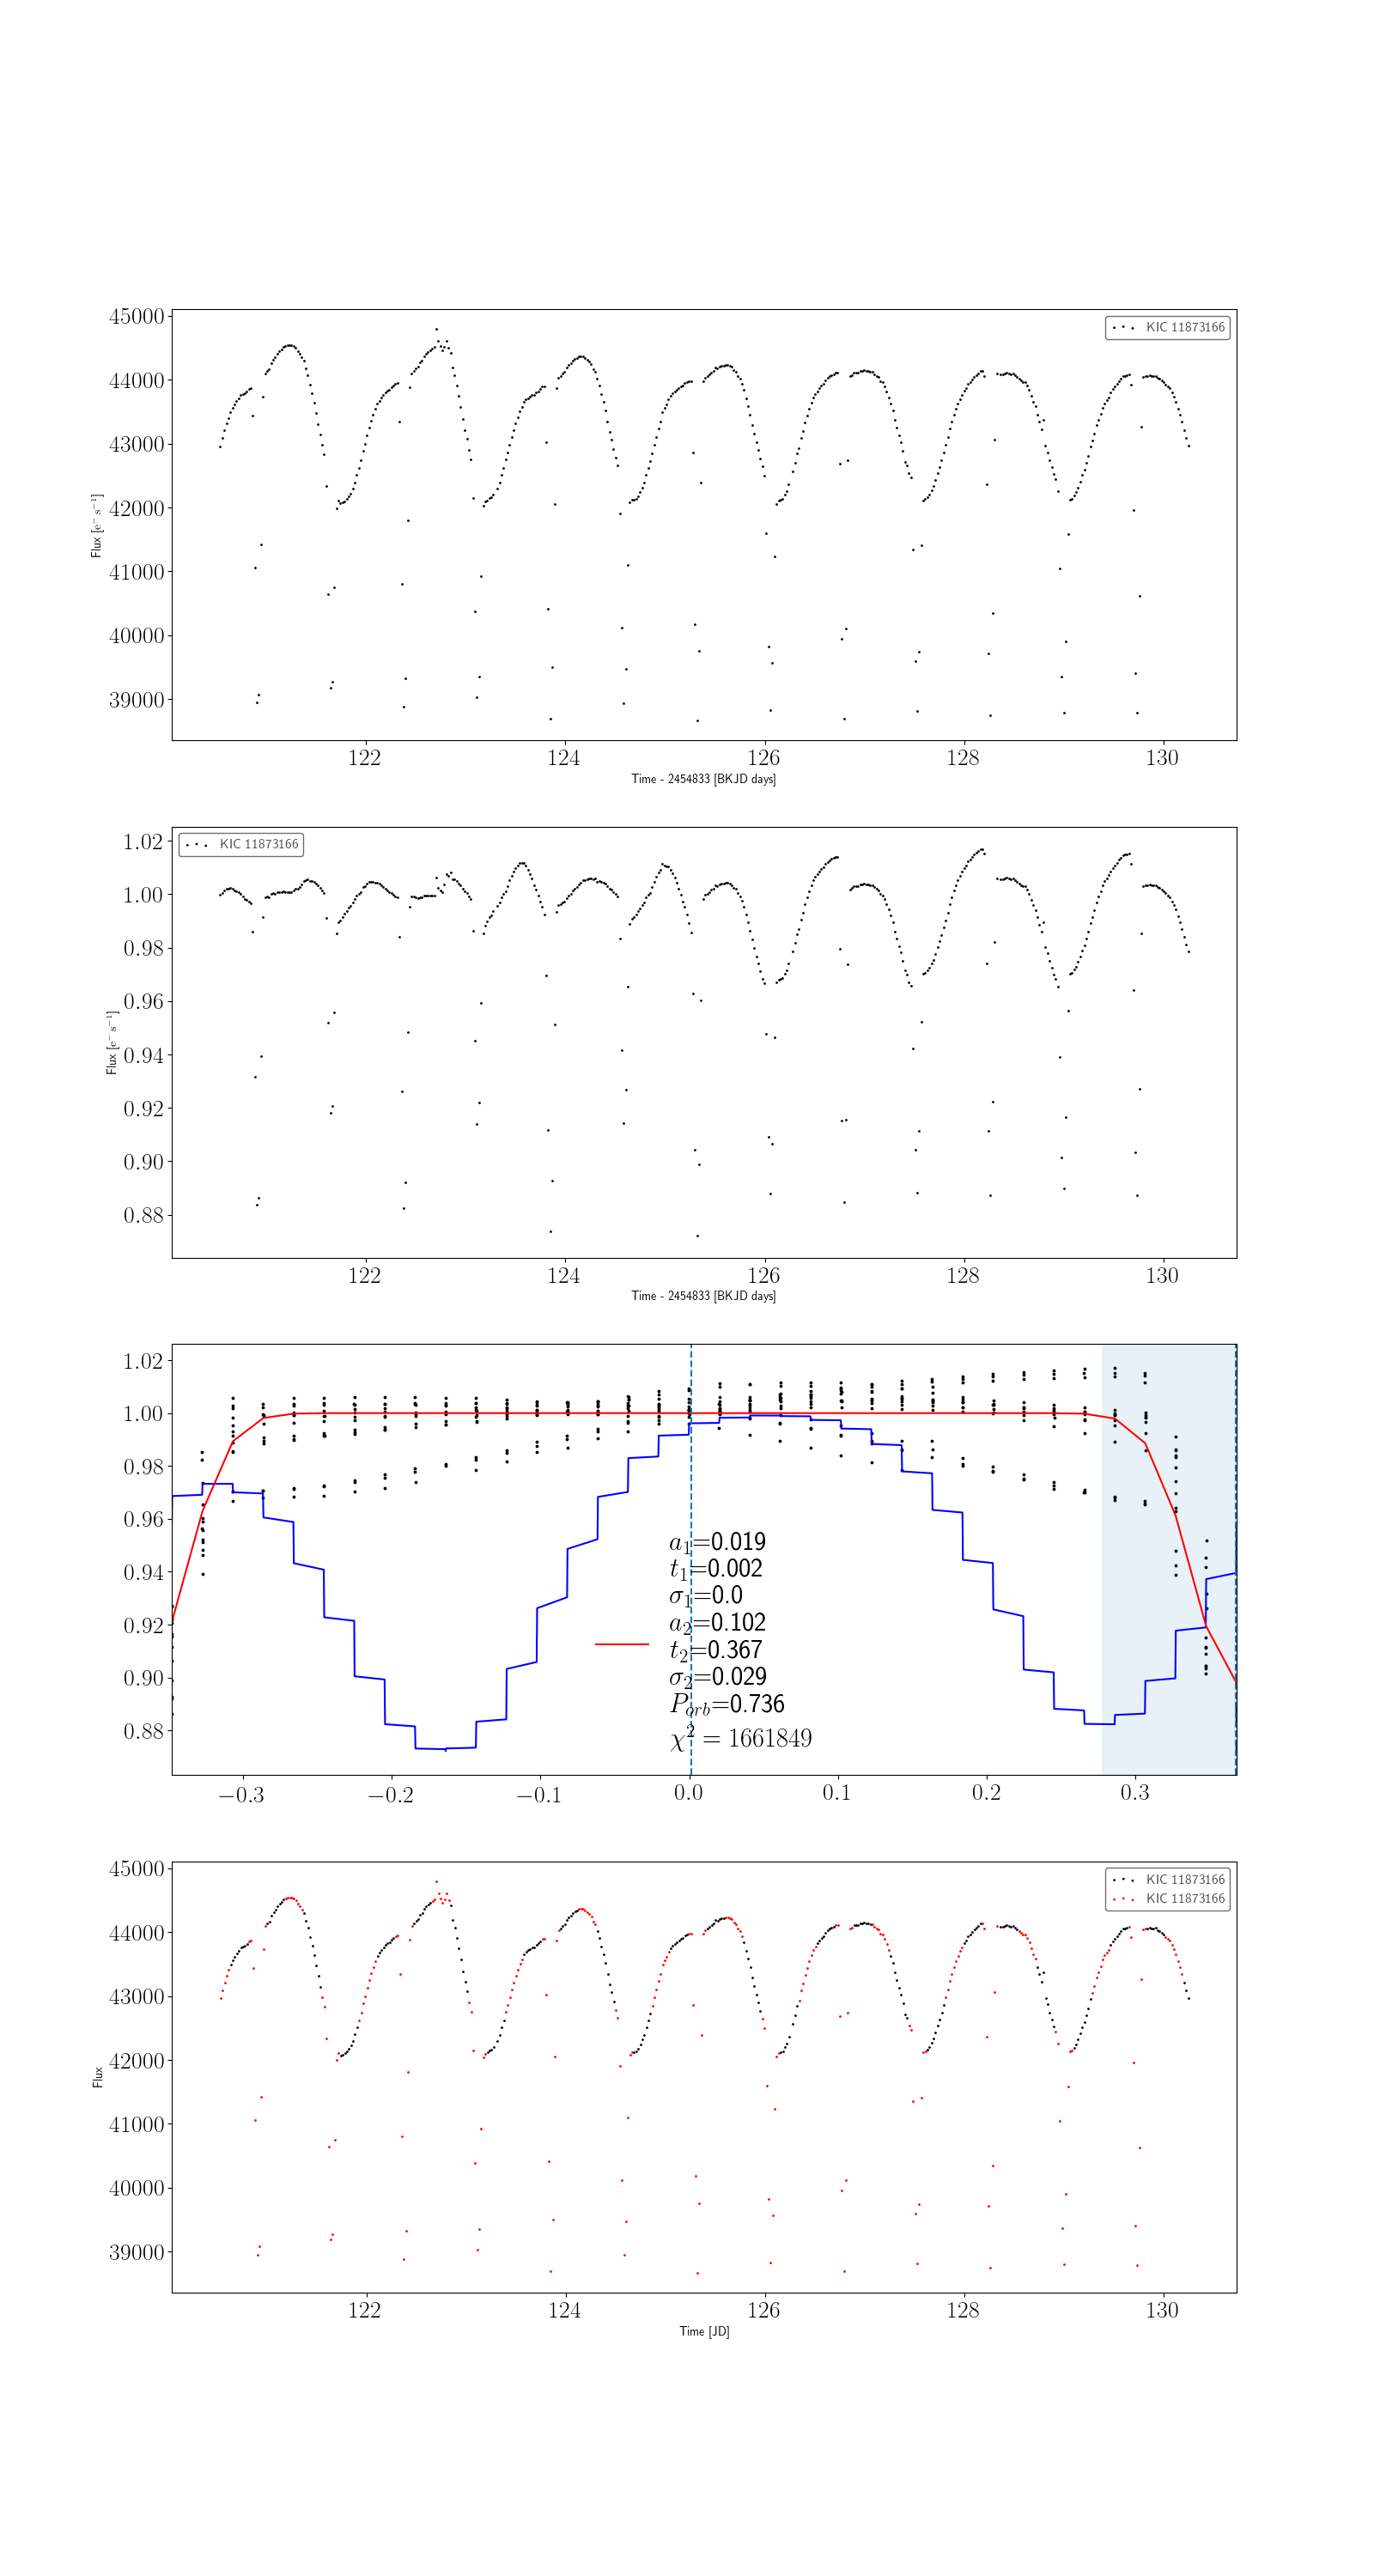 45000
44000
43000
42000
41000
40000
39000
Flux [e⁻ s⁻¹]
KIC 11873166
122 124 126 128 130
Time - 2454833 [BKJD days]
1.02
1.00
0.98
0.96
0.94
0.92
0.90
0.88
Flux [e⁻ s⁻¹]
KIC 11873166
122 124 126 128 130
Time - 2454833 [BKJD days]
1.02
1.00
0.98
0.96
0.94
0.92
0.90
0.88
a₁=0.019
t₁=0.002
σ₁=0.0
a₂=0.102
t₂=0.367
σ₂=0.029
P_orb=0.736
χ² = 1661849
−0.3 −0.2 −0.1 0.0 0.1 0.2 0.3
45000
44000
43000
42000
41000
40000
39000
Flux
KIC 11873166
KIC 11873166
122 124 126 128 130
Time [JD]